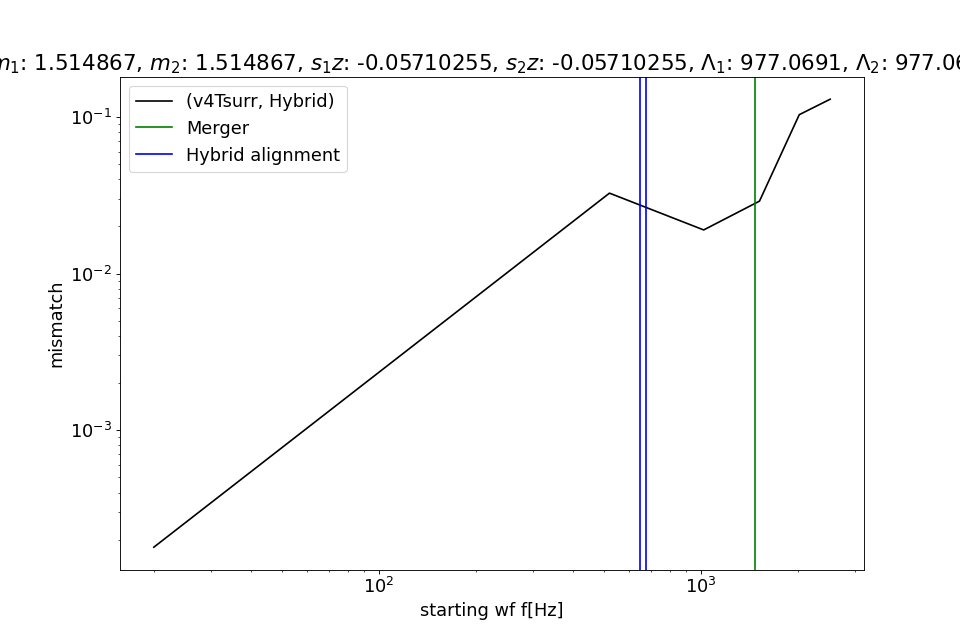 m₁: 1.514867, m₂: 1.514867, s₁z: -0.05710255, s₂z: -0.05710255, Λ₁: 977.0691, Λ₂: 977.06
(v4Tsurr, Hybrid)
Merger
Hybrid alignment
10⁻¹
10⁻²
10⁻³
mismatch
10² 10³
starting wf f[Hz]